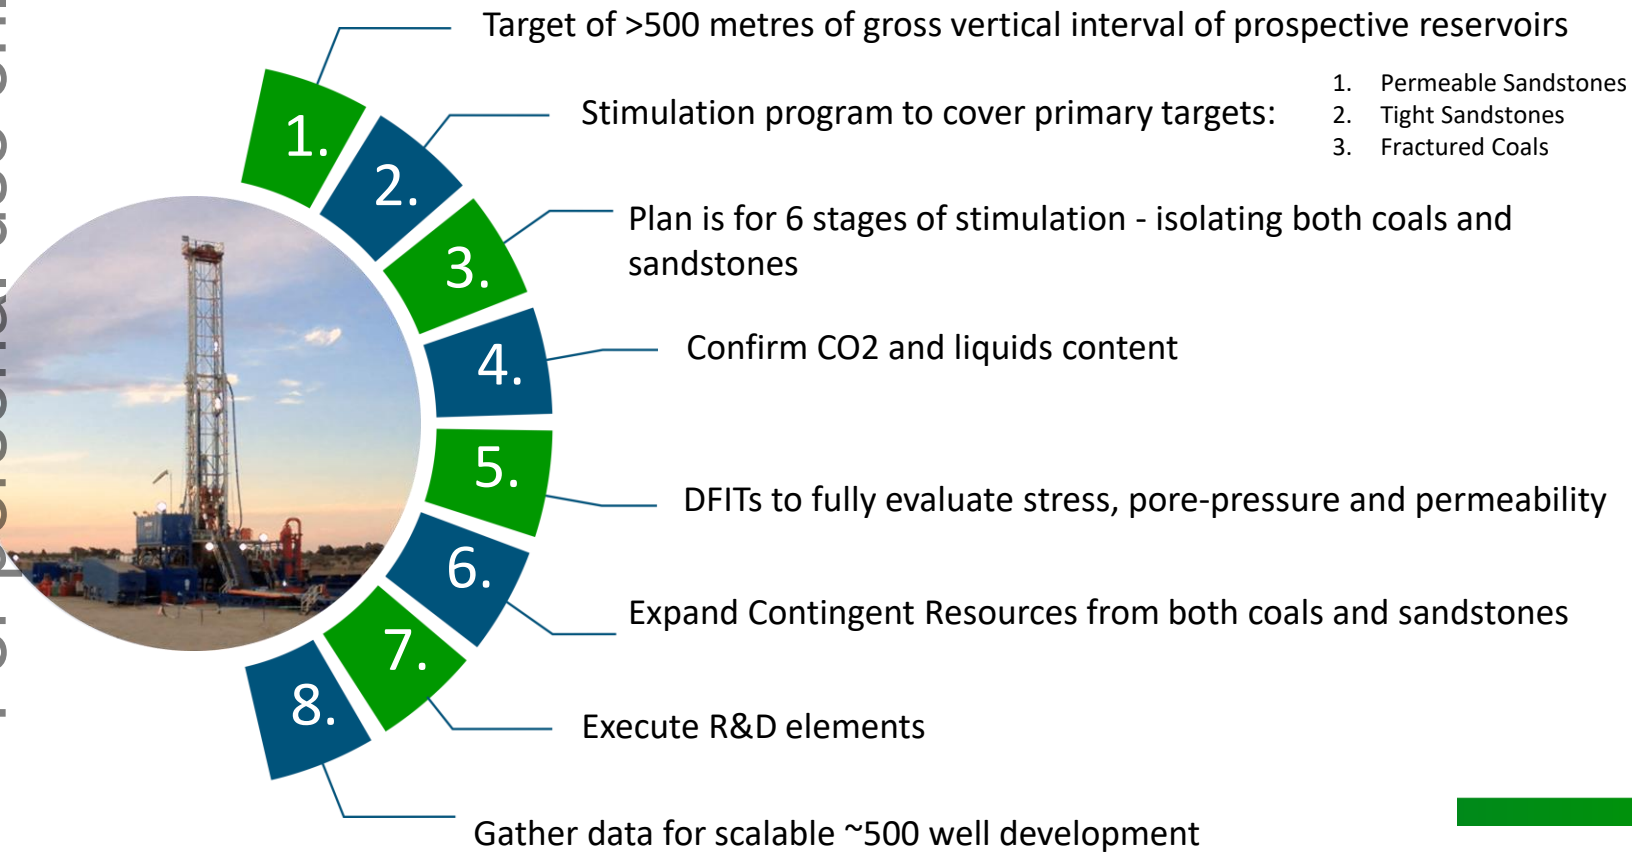 1.
Target of >500 metres of gross vertical interval of prospective reservoirs
2.
Stimulation program to cover primary targets:
1. Permeable Sandstones
2. Tight Sandstones
3. Fractured Coals
3.
Plan is for 6 stages of stimulation - isolating both coals and
sandstones
4.
Confirm CO2 and liquids content
5.
DFITs to fully evaluate stress, pore-pressure and permeability
6.
Expand Contingent Resources from both coals and sandstones
7.
Execute R&D elements
8.
Gather data for scalable ~500 well development